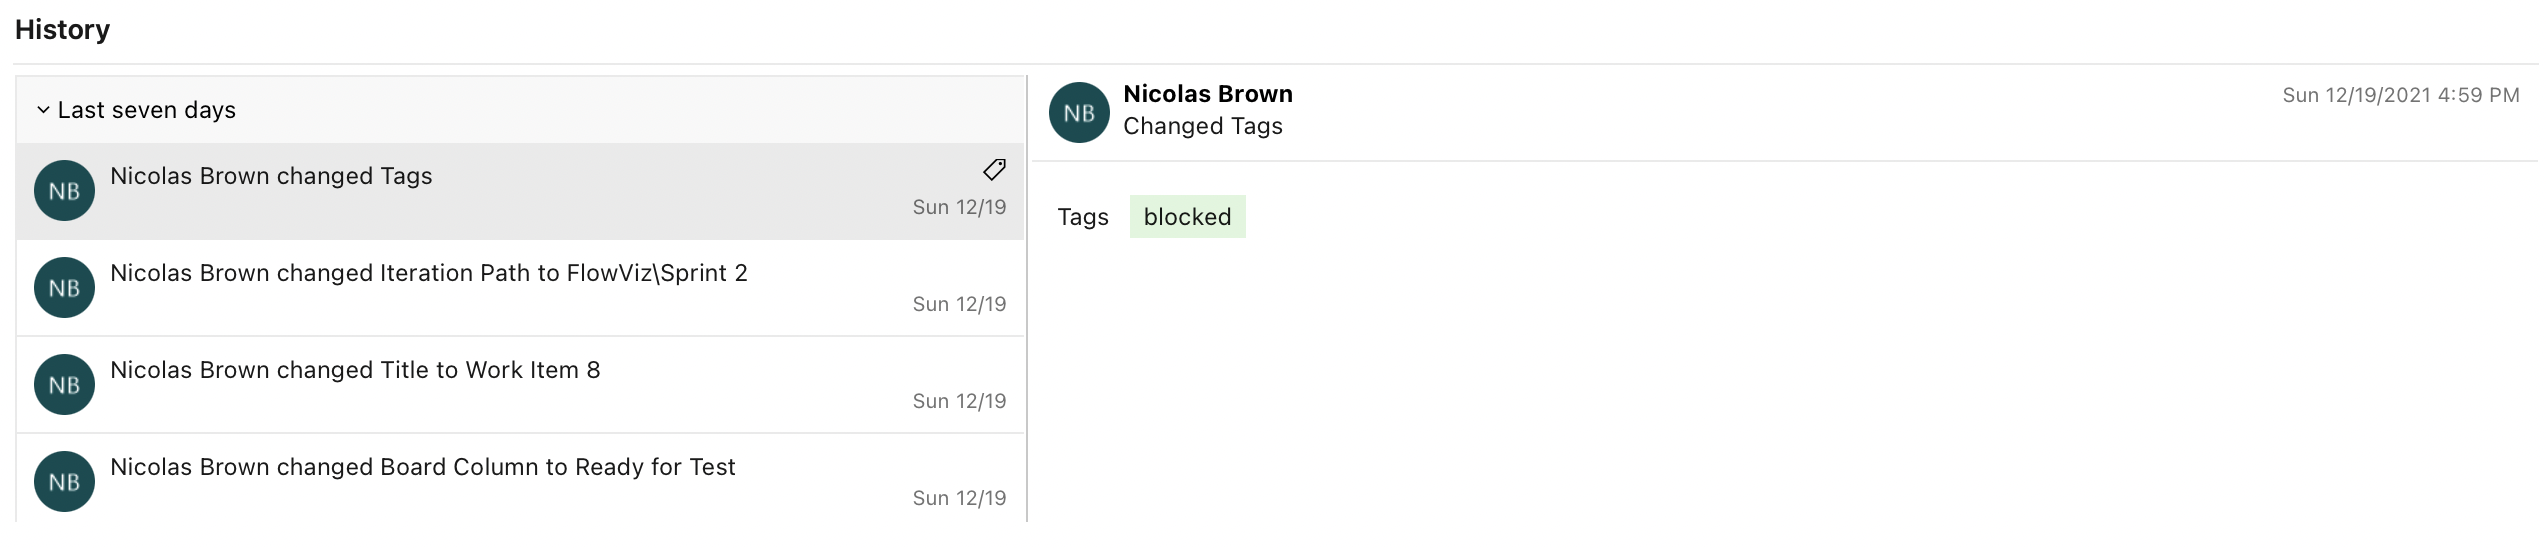 History
Last seven days
NB
Nicolas Brown changed Tags
Sun 12/19
NB
Nicolas Brown changed Iteration Path to FlowViz\Sprint 2
Sun 12/19
NB
Nicolas Brown changed Title to Work Item 8
Sun 12/19
NB
Nicolas Brown changed Board Column to Ready for Test
Sun 12/19
NB
Nicolas Brown
Sun 12/19/2021 4:59 PM
Changed Tags
Tags blocked